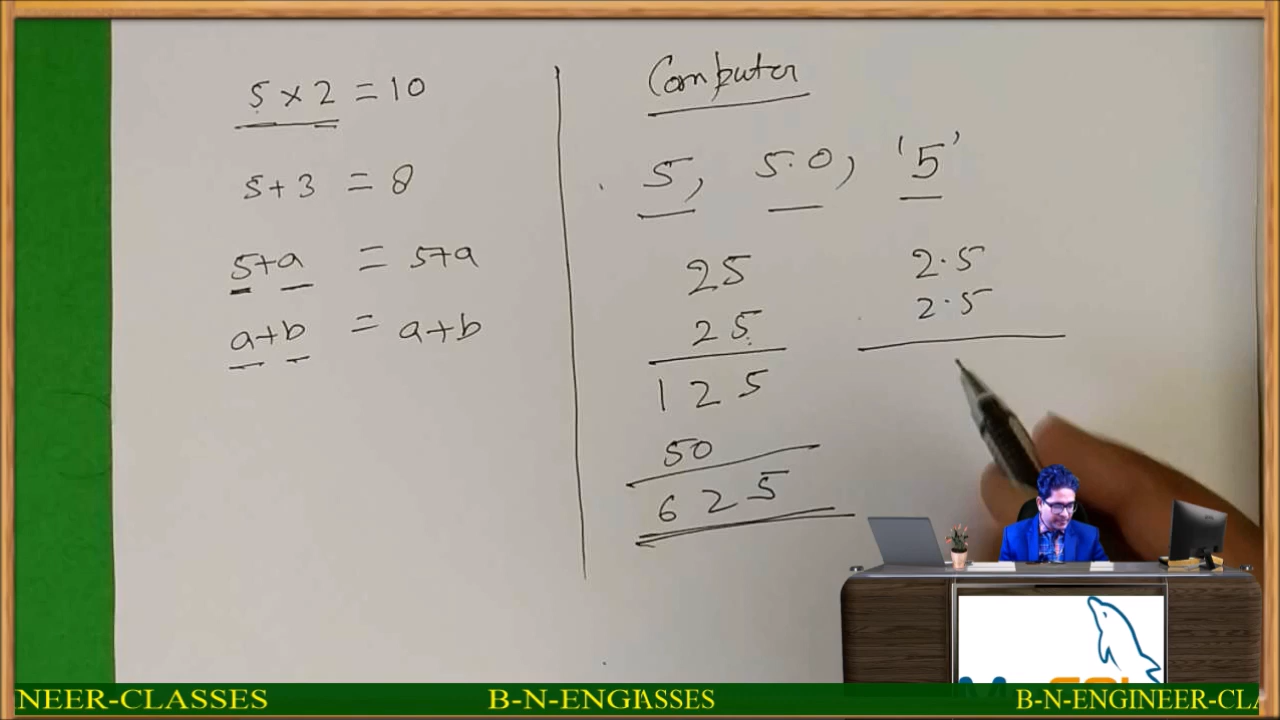 5 × 2 = 10
5 + 3 = 8
5+a = 5+a
a+b = a+b
Computer
5, 5.0, '5'
25
25
125
50
625
2.5
2.5
NEER-CLASSES
B-N-ENGIASSES
B-N-ENGINEER-CLA